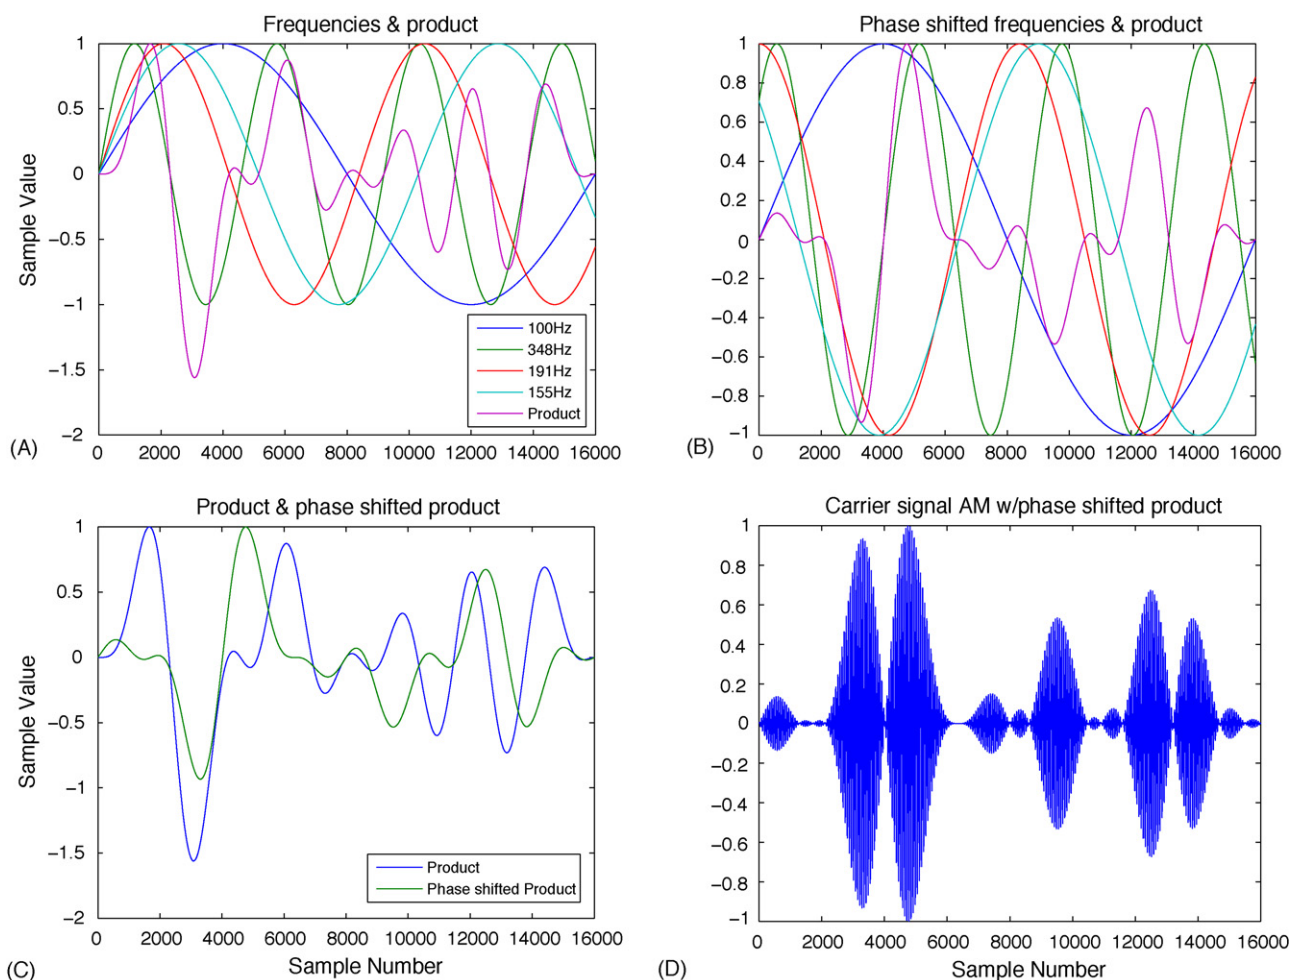 Frequencies & product
1
0.5
0
−0.5
−1
−1.5
−2
Sample Value
100Hz
348Hz
191Hz
155Hz
Product
0 2000 4000 6000 8000 10000 12000 14000 16000
(A)
Phase shifted frequencies & product
1
0.8
0.6
0.4
0.2
0
−0.2
−0.4
−0.6
−0.8
−1
2000 4000 6000 8000 10000 12000 14000 16000
(B)
Product & phase shifted product
1
0.5
0
−0.5
−1
−1.5
−2
Sample Value
Product
Phase shifted Product
0 2000 4000 6000 8000 10000 12000 14000 16000
Sample Number
(C)
Carrier signal AM w/phase shifted product
1
0.8
0.6
0.4
0.2
0
−0.2
−0.4
−0.6
−0.8
−1
0 2000 4000 6000 8000 10000 12000 14000 16000
Sample Number
(D)